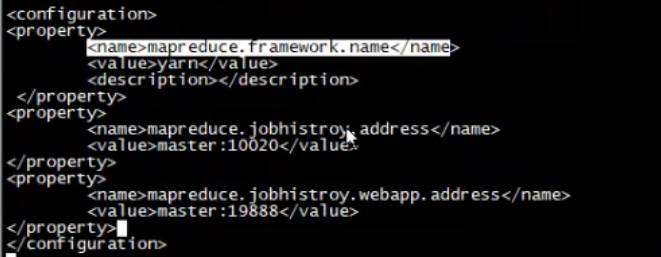 <configuration>
<property>
<name>mapreduce.framework.name</name>
<value>yarn</value>
<description></description>
</property>
<property>
<name>mapreduce.jobhistroy.address</name>
<value>master:10020</value>
</property>
<property>
<name>mapreduce.jobhistroy.webapp.address</name>
<value>master:19888</value>
</property>
</configuration>